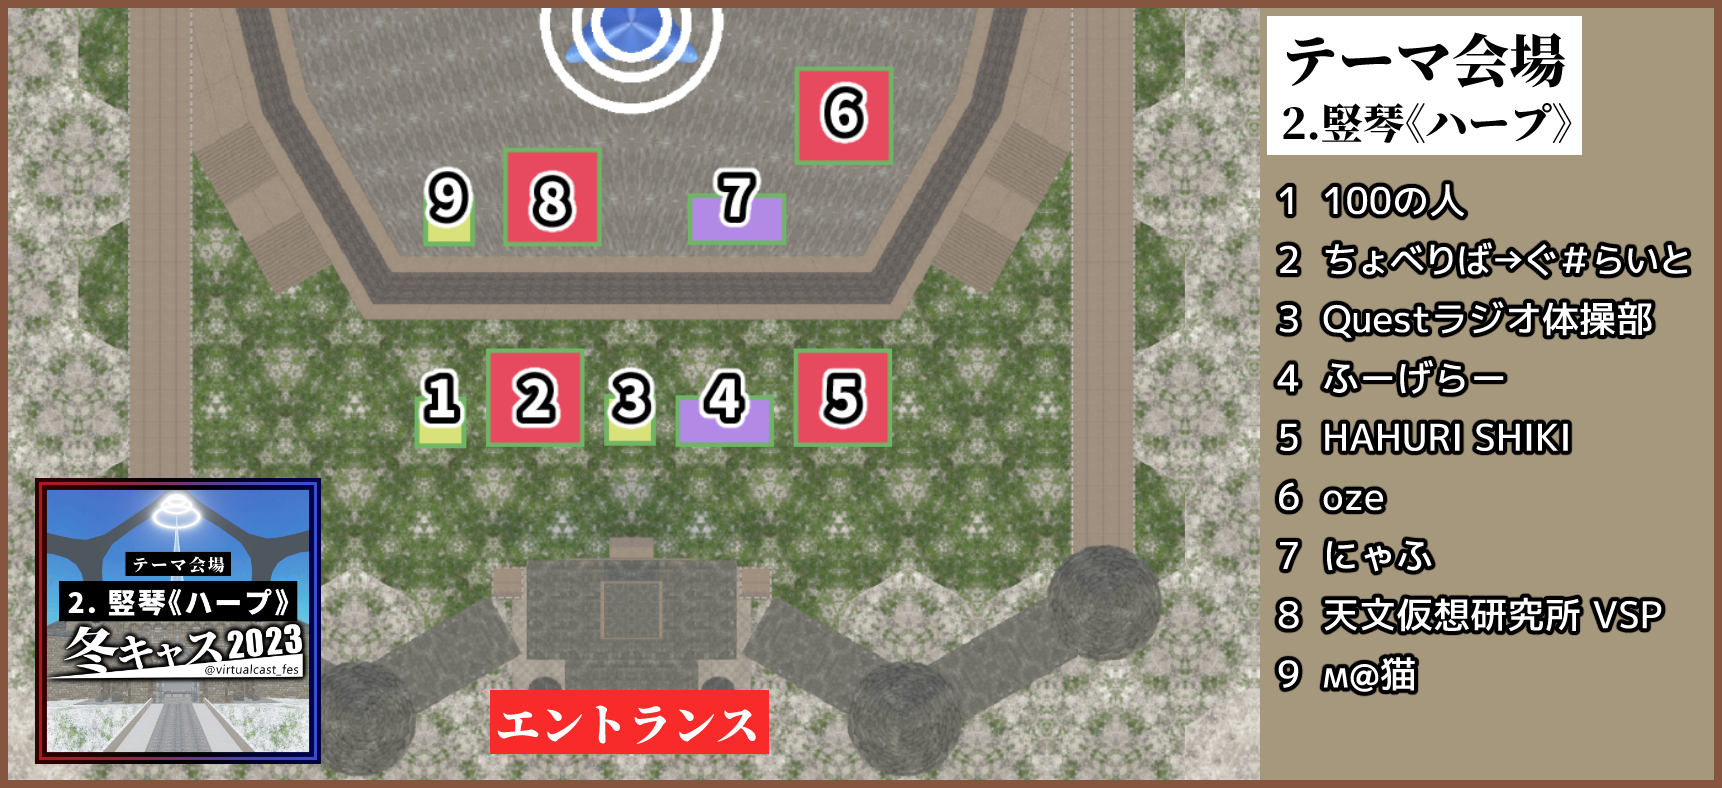 テーマ会場
2.竪琴《ハープ》
1 100の人
2 ちょべりば→ぐ#らいと
3 Questラジオ体操部
4 ふーげらー
5 HAHURI SHIKI
6 oze
7 にゃふ
8 天文仮想研究所 VSP
9 м@猫
6
9
8
7
1
2
3
4
5
テーマ会場
2. 竪琴《ハープ》
冬キャス2023
@virtualcast_fes
エントランス